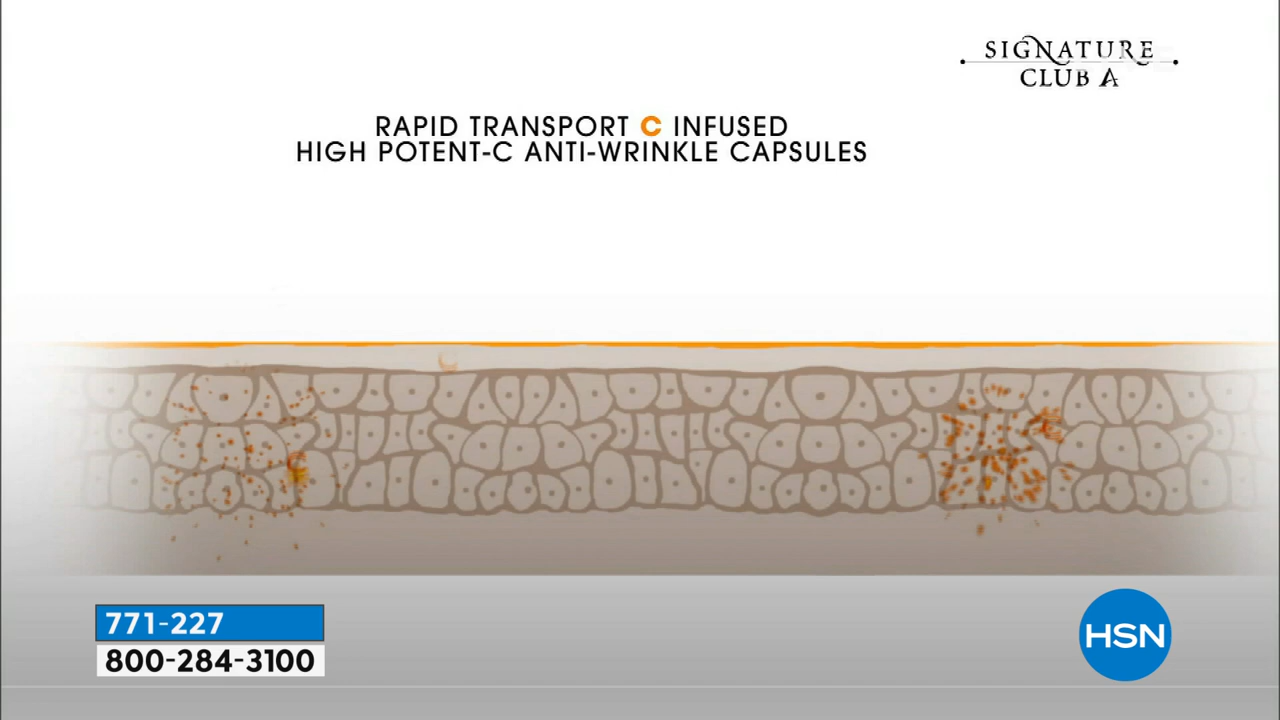 SIGNATURE
CLUB A
RAPID TRANSPORT C INFUSED
HIGH POTENT-C ANTI-WRINKLE CAPSULES
771-227
800-284-3100
HSN